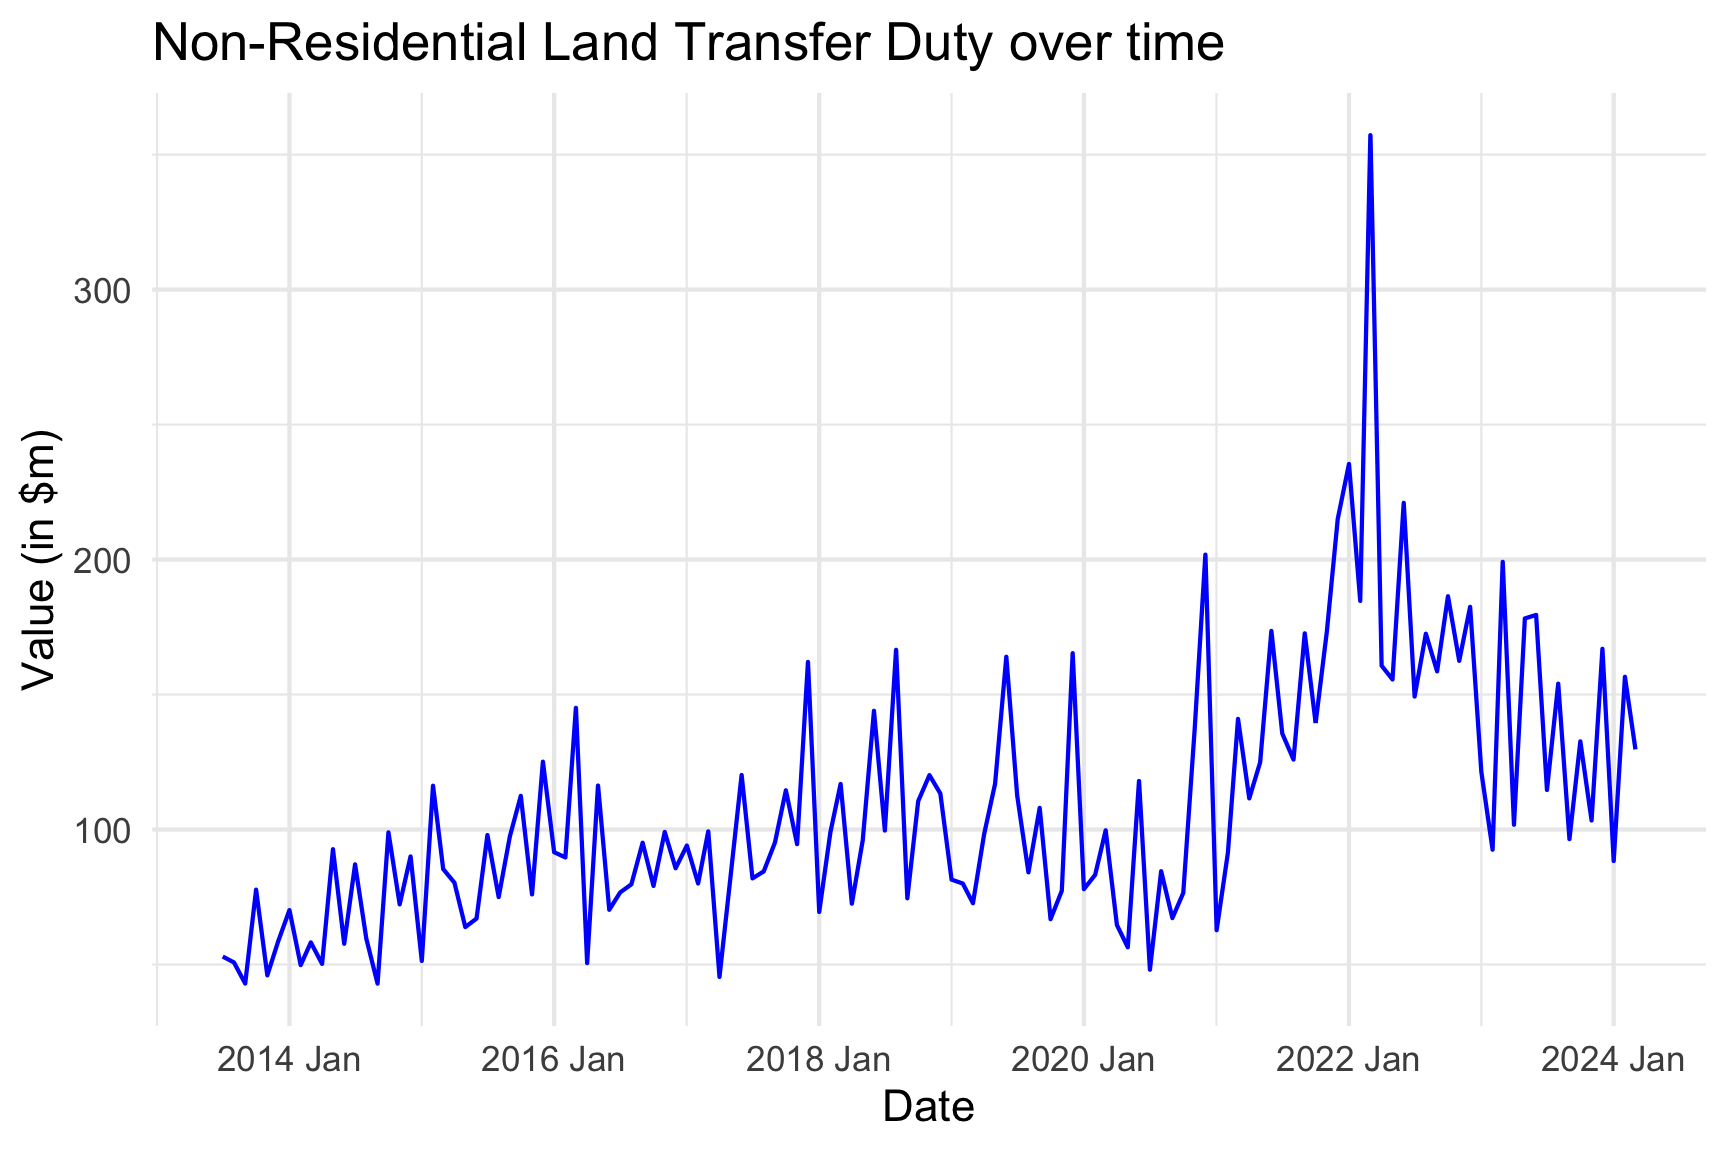 Non-Residential Land Transfer Duty over time
Value (in $m)
300
200
100
2014 Jan
2016 Jan
2018 Jan
2020 Jan
2022 Jan
2024 Jan
Date